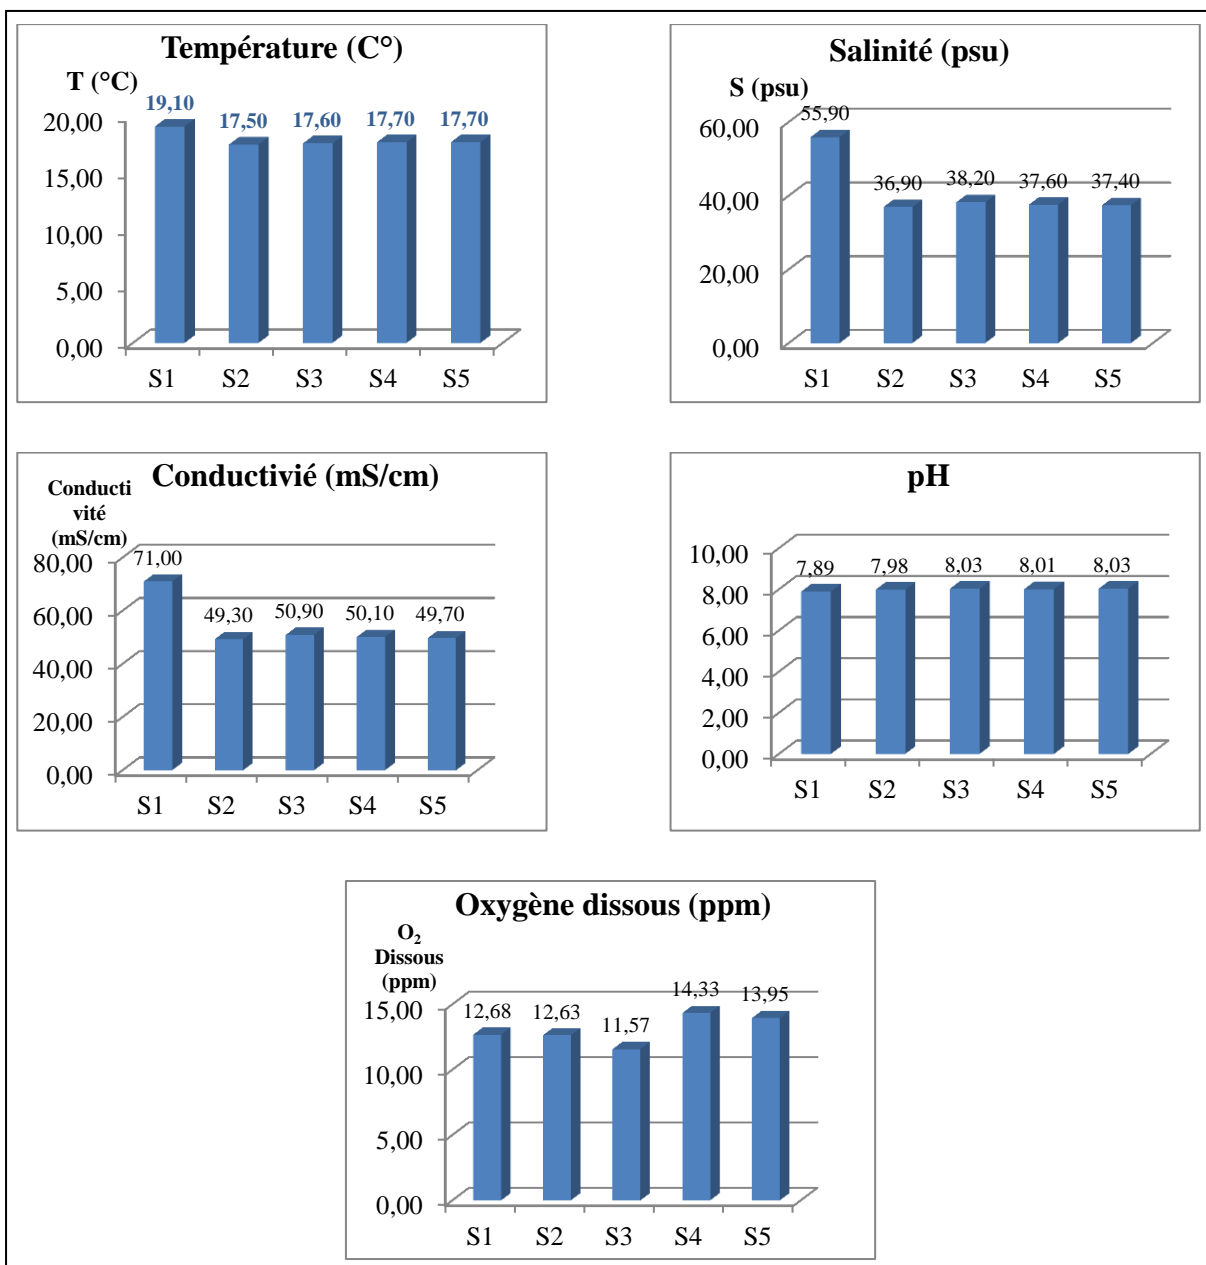 Température (C°)
T (°C)
19,10 17,50 17,60 17,70 17,70
20,00
15,00
10,00
5,00
0,00
S1 S2 S3 S4 S5
Salinité (psu)
S (psu)
55,90 36,90 38,20 37,60 37,40
60,00
40,00
20,00
0,00
S1 S2 S3 S4 S5
Conductivié (mS/cm)
Conducti
vité
(mS/cm)
71,00 49,30 50,90 50,10 49,70
80,00
60,00
40,00
20,00
0,00
S1 S2 S3 S4 S5
pH
7,89 7,98 8,03 8,01 8,03
10,00
8,00
6,00
4,00
2,00
0,00
S1 S2 S3 S4 S5
Oxygène dissous (ppm)
O₂
Dissous
(ppm)
12,68 12,63 11,57 14,33 13,95
15,00
10,00
5,00
0,00
S1 S2 S3 S4 S5